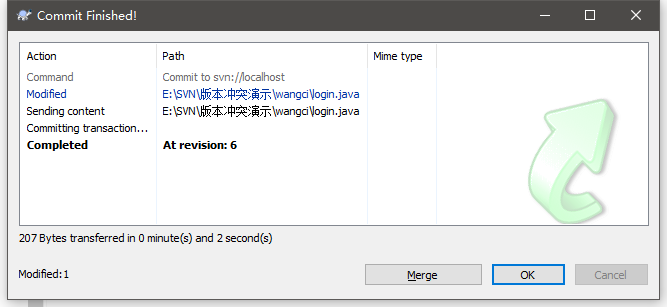 Commit Finished!
Action Path Mime type
Command Commit to svn://localhost
Modified E:\SVN\版本冲突演示\wangci\login.java
Sending content E:\SVN\版本冲突演示\wangci\login.java
Committing transaction...
Completed At revision: 6
207 Bytes transferred in 0 minute(s) and 2 second(s)
Modified:1 Merge OK Cancel